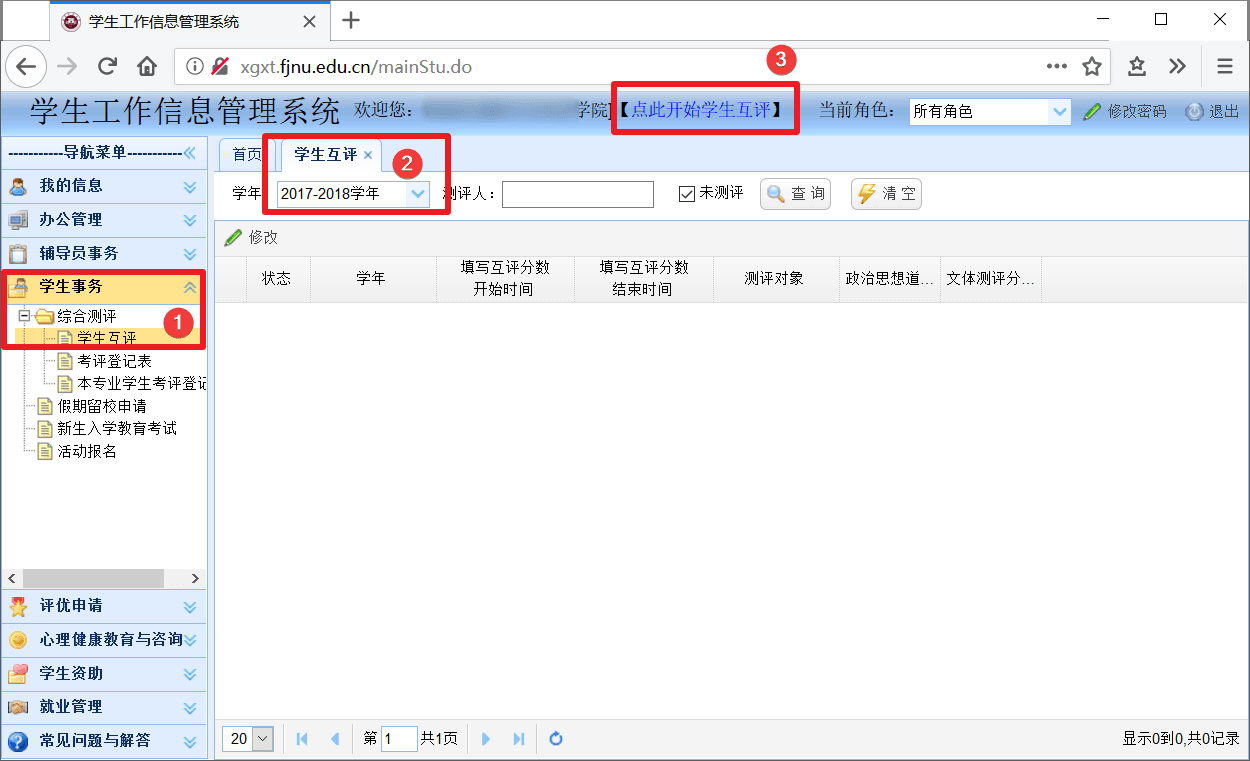 学生工作信息管理系统
xgxt.fjnu.edu.cn/mainStu.do
3
学生工作信息管理系统 欢迎您: 学院]【点此开始学生互评】 当前角色: 所有角色 修改密码 退出
-----------导航菜单-----------
首页 学生互评
2
学年 2017-2018学年 测评人: 未测评 查询 清空
我的信息
办公管理
辅导员事务
学生事务
综合测评
1
学生互评
考评登记表
本专业学生考评登记
假期留校申请
新生入学教育考试
活动报名
评优申请
心理健康教育与咨询
学生资助
就业管理
常见问题与解答
修改
状态 学年 填写互评分数 填写互评分数 测评对象 政治思想道... 文体测评分...
开始时间 结束时间
20 第 1 共1页 显示0到0,共0记录